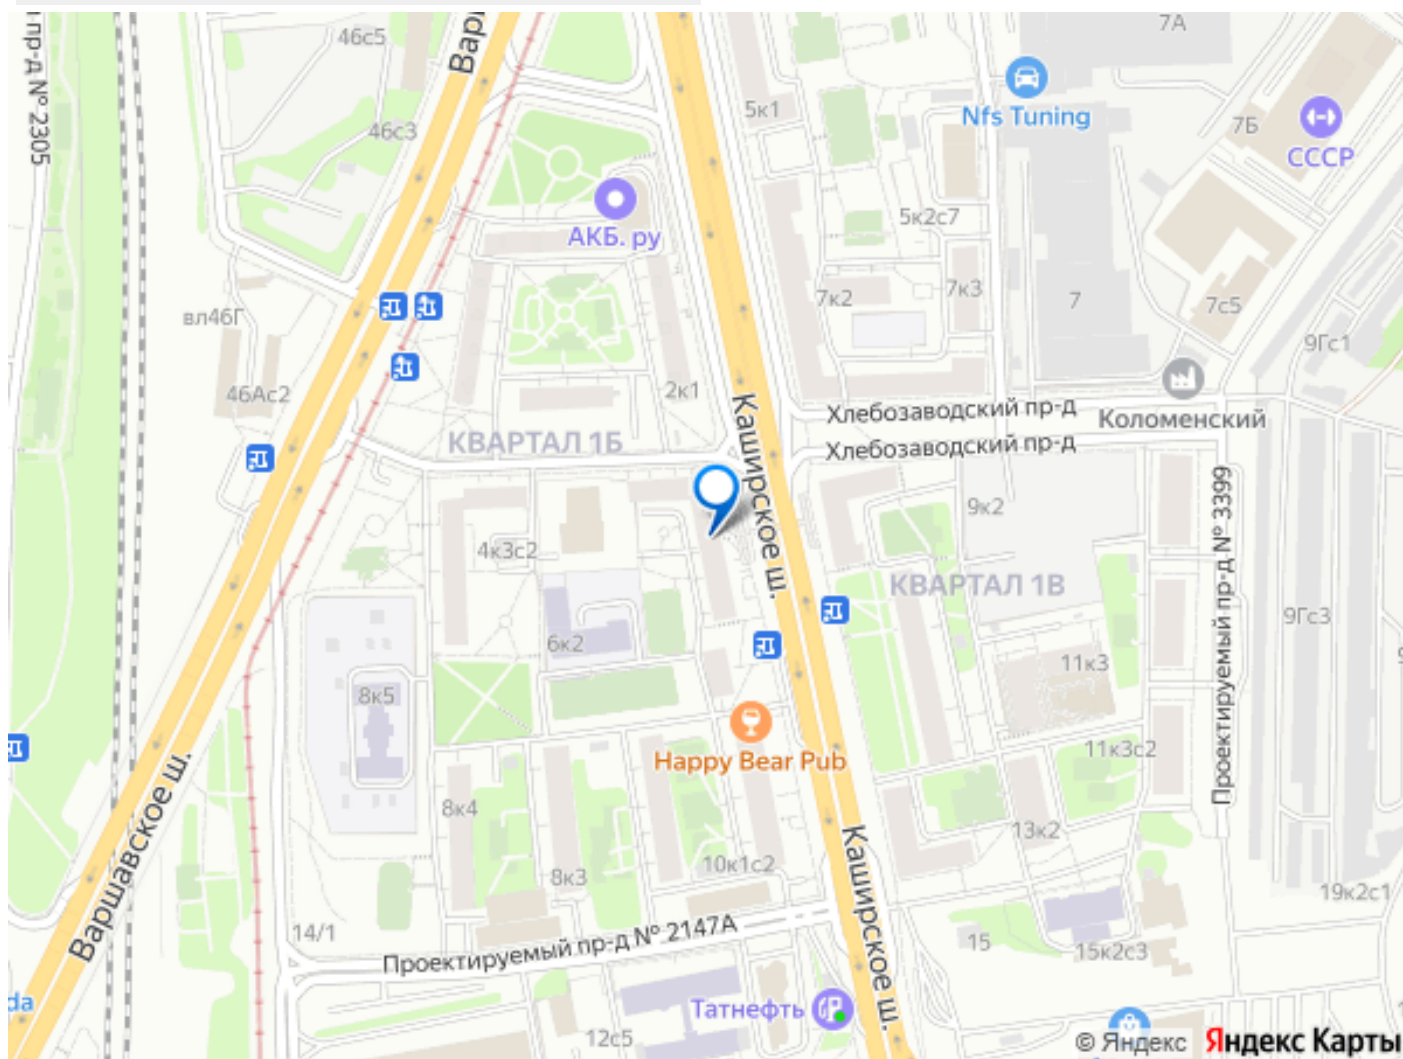 7А
46с5
Вар
и пр-д № 2305
Nfs Tuning
5к1
7Б
СССР
46с3
АКБ. ру
5к2с7
вл46Г
7к2
7к3
7
7с5
9Гс1
46Ас2
2к1
Каширское ш.
Хлебозаводский пр-д
Коломенский
КВАРТАЛ 1Б
Хлебозаводский пр-д
9к2
Проектируемый пр-д № 3399
4к3с2
КВАРТАЛ 1В
9Гс3
6к2
11к3
8к5
11к3с2
Happy Bear Pub
Варшавское ш.
8к4
13к2
Каширское ш.
10к1с2
8к3
19к2с1
14/1
Проектируемый пр-д № 2147А
15
15к2с3
da
Татнефть
12с5
© Яндекс Яндекс Карты